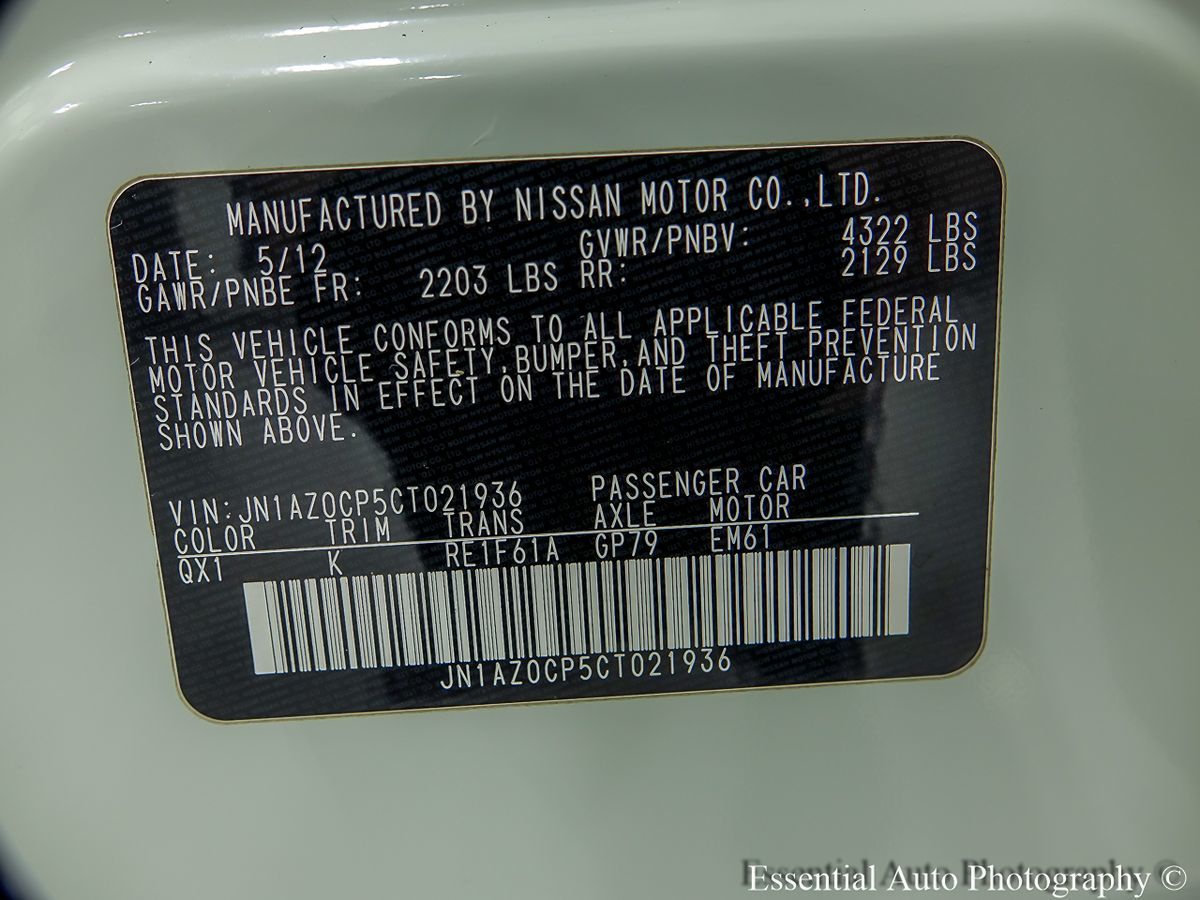 MANUFACTURED BY NISSAN MOTOR CO.,LTD.
DATE: 5/12 GVWR/PNBV: 4322 LBS
GAWR/PNBE FR: 2203 LBS RR: 2129 LBS
THIS VEHICLE CONFORMS TO ALL APPLICABLE FEDERAL
MOTOR VEHICLE SAFETY,BUMPER,AND THEFT PREVENTION
STANDARDS IN EFFECT ON THE DATE OF MANUFACTURE
SHOWN ABOVE.
VIN:JN1AZ0CP5CT021936 PASSENGER CAR
COLOR TRIM TRANS AXLE MOTOR
QX1 K RE1F61A GP79 EM61
JN1AZ0CP5CT021936
Essential Auto Photography ©